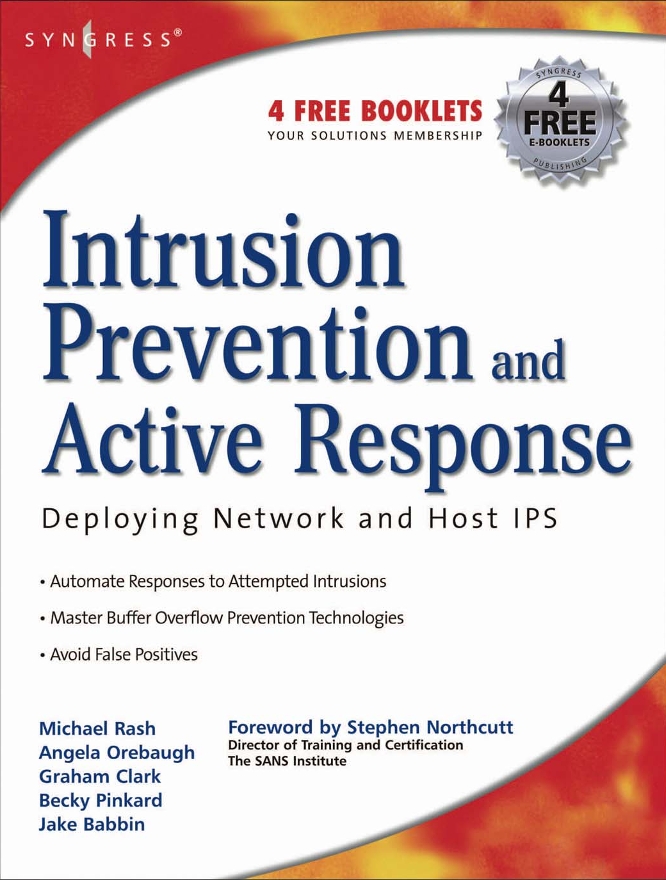 SYNGRESS®
4 FREE BOOKLETS
YOUR SOLUTIONS MEMBERSHIP
SYNGRESS
4
FREE
E-BOOKLETS
PUBLISHING
Intrusion
Prevention and
Active Response
Deploying Network and Host IPS
• Automate Responses to Attempted Intrusions
• Master Buffer Overflow Prevention Technologies
• Avoid False Positives
Michael Rash
Angela Orebaugh
Graham Clark
Becky Pinkard
Jake Babbin
Foreword by Stephen Northcutt
Director of Training and Certification
The SANS Institute